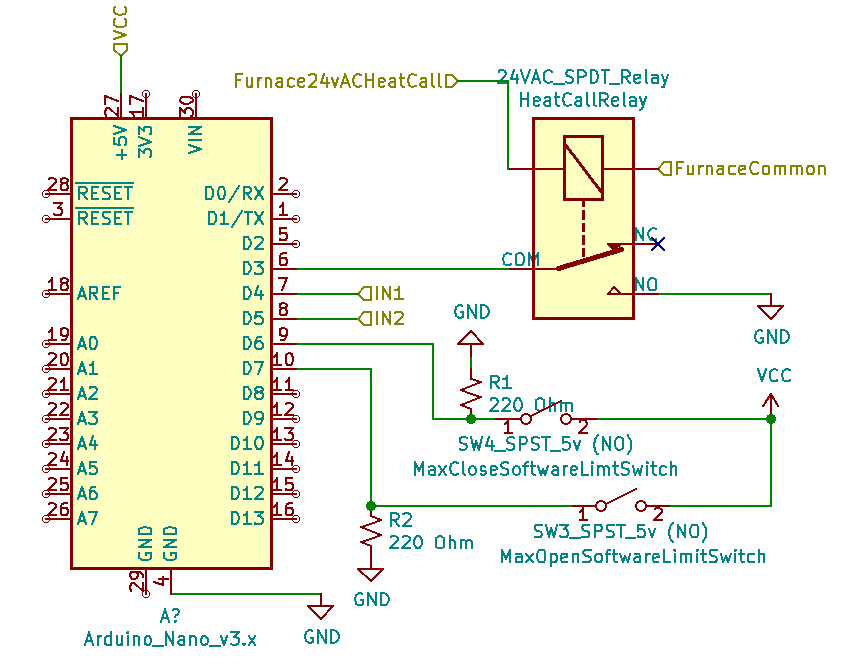 VCC
Furnace24vACHeatCall
24VAC_SPDT_Relay
HeatCallRelay
27
17
30
+5V
3V3
VIN
FurnaceCommon
28
RESET
D0/RX
2
3
RESET
D1/TX
1
D2
5
NC
D3
6
COM
18
AREF
D4
7
IN1
NO
D5
8
IN2
GND
GND
19
A0
D6
9
20
A1
D7
10
VCC
R1
220 Ohm
21
A2
D8
11
22
A3
D9
12
1
2
23
A4
D10
13
SW4_SPST_5v (NO)
MaxCloseSoftwareLimtSwitch
24
A5
D11
14
25
A6
D12
15
26
A7
D13
16
1
2
R2
220 Ohm
SW3_SPST_5v (NO)
MaxOpenSoftwareLimitSwitch
GND
GND
29
4
GND
A?
Arduino_Nano_v3.x
GND